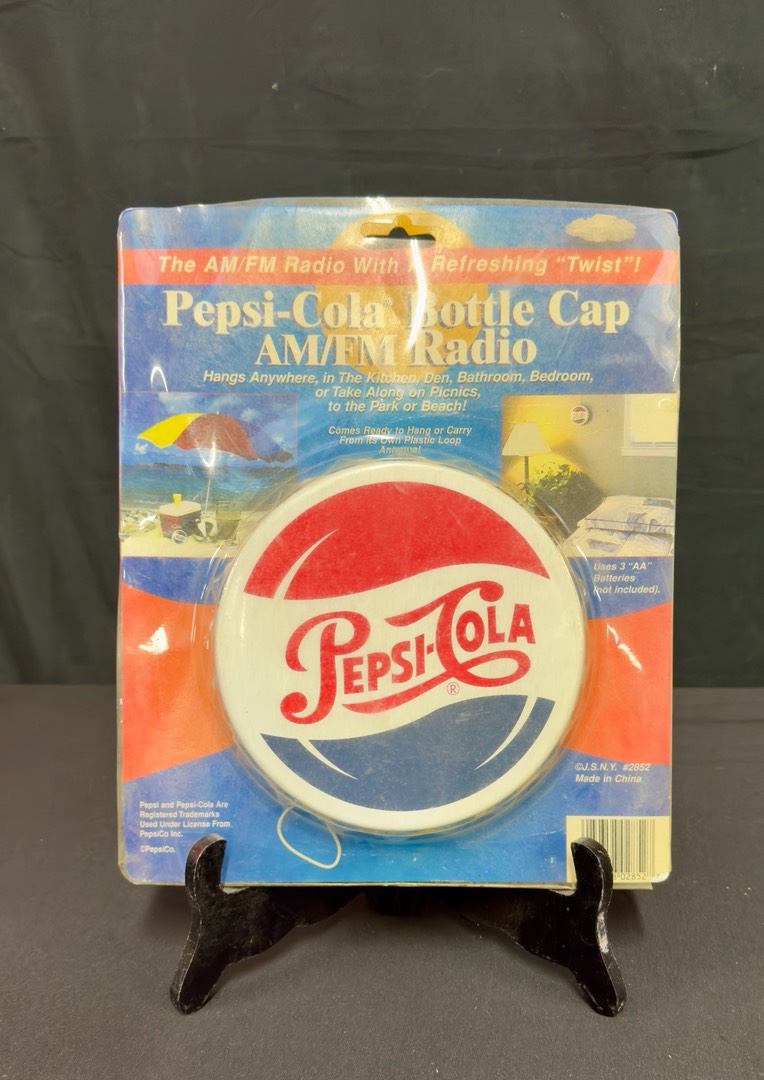 The AM/FM Radio With A Refreshing "Twist"!
Pepsi-Cola® Bottle Cap
AM/FM Radio
Hangs Anywhere, in The Kitchen, Den, Bathroom, Bedroom,
or Take Along on Picnics,
to the Park or Beach!
Comes Ready to Hang or Carry
From its Own Plastic Loop
Antenna!
Uses 3 "AA"
Batteries
(not included).
PEPSI-COLA
®
©J.S.N.Y. #2852
Made in China
Pepsi and Pepsi-Cola Are
Registered Trademarks
Used Under License From
PepsiCo Inc.
©PepsiCo.
02852